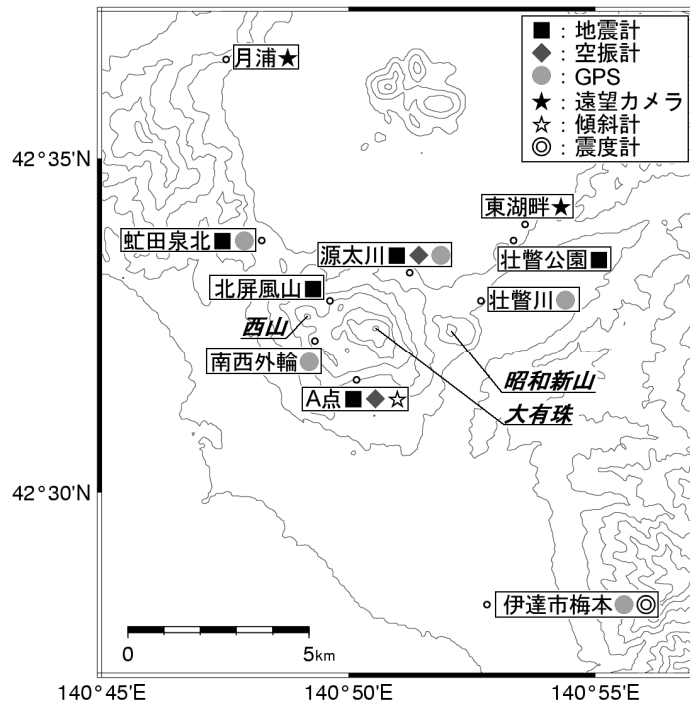 ■：地震計
◆：空振計
●：GPS
★：遠望カメラ
☆：傾斜計
◎：震度計
月浦★
42°35'N
東湖畔★
虻田泉北■●
源太川■◆●
壮瞥公園■
北屏風山■
壮瞥川●
西山
南西外輪●
昭和新山
大有珠
A点■◆☆
42°30'N
伊達市梅本●◎
0
5km
140°45'E
140°50'E
140°55'E